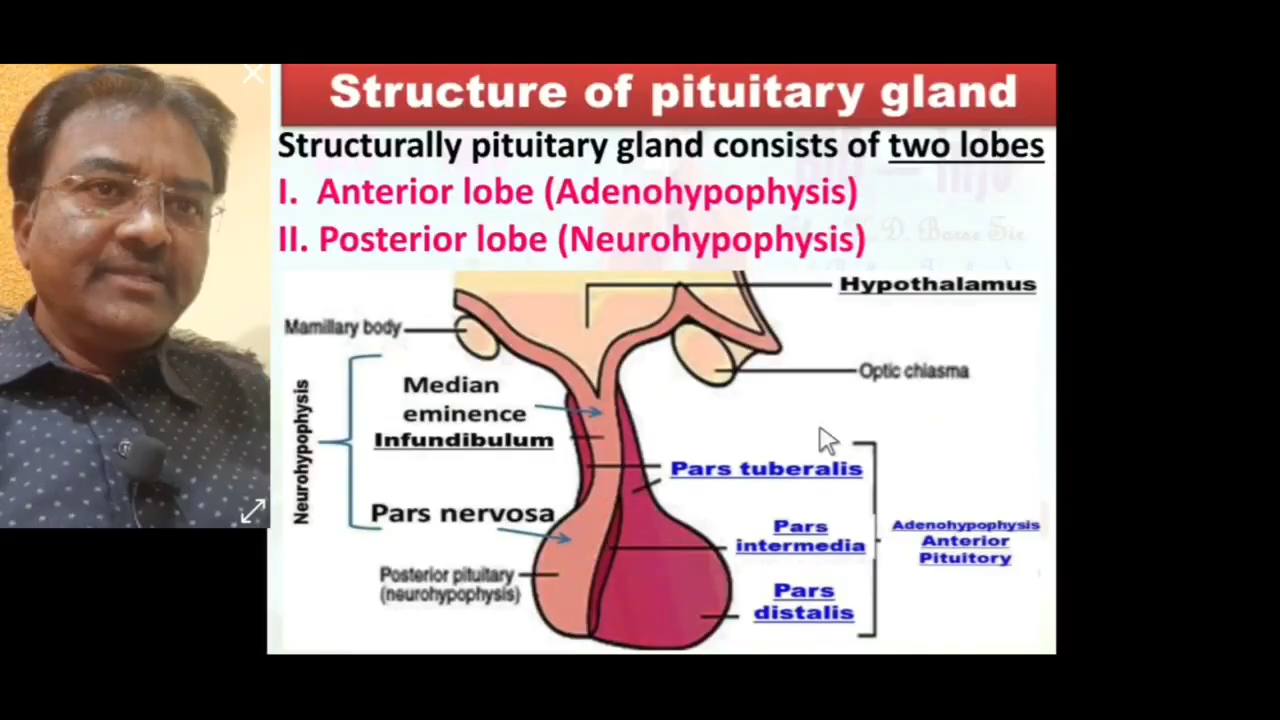 Structure of pituitary gland
Structurally pituitary gland consists of two lobes
I. Anterior lobe (Adenohypophysis)
II. Posterior lobe (Neurohypophysis)
Hypothalamus
Mamillary body
Optic chiasma
Neurohypophysis
Median
eminence
Infundibulum
Pars tuberalis
Pars nervosa
Pars
intermedia
Adenohypophysis
Anterior
Pituitory
Posterior pituitary
(neurohypophysis)
Pars
distalis